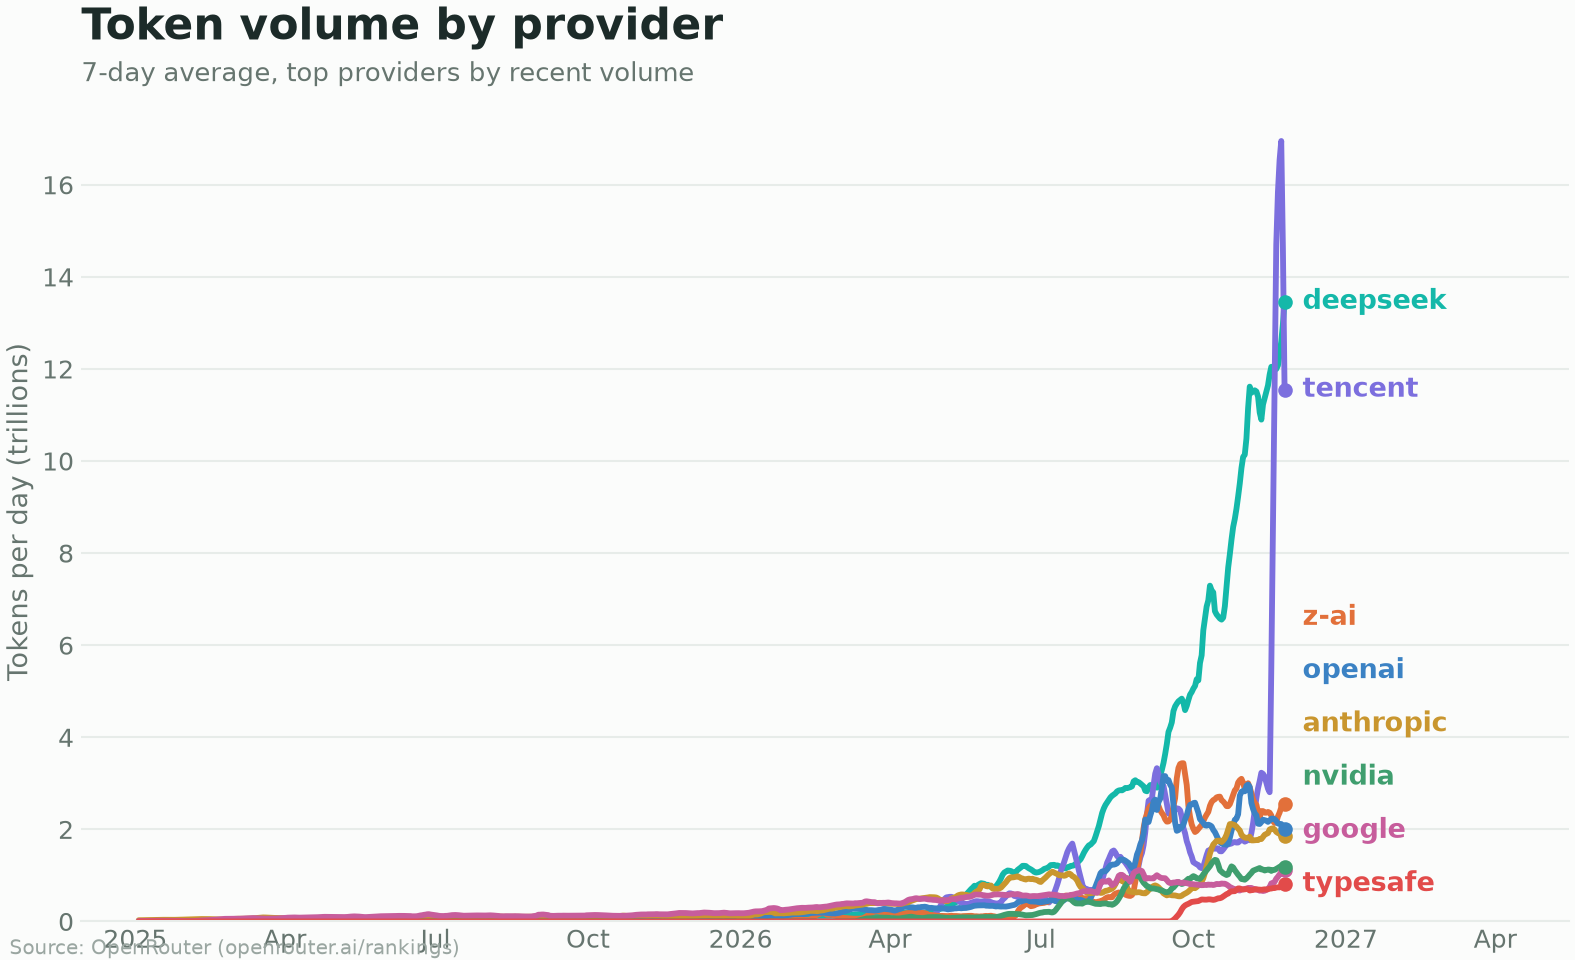 Token volume by provider
7-day average, top providers by recent volume
Tokens per day (trillions)
16
14
12
10
8
6
4
2
0
deepseek
tencent
z-ai
openai
anthropic
nvidia
google
typesafe
2025 Apr Jul Oct 2026 Apr Jul Oct 2027 Apr
Source: OpenRouter (openrouter.ai/rankings)